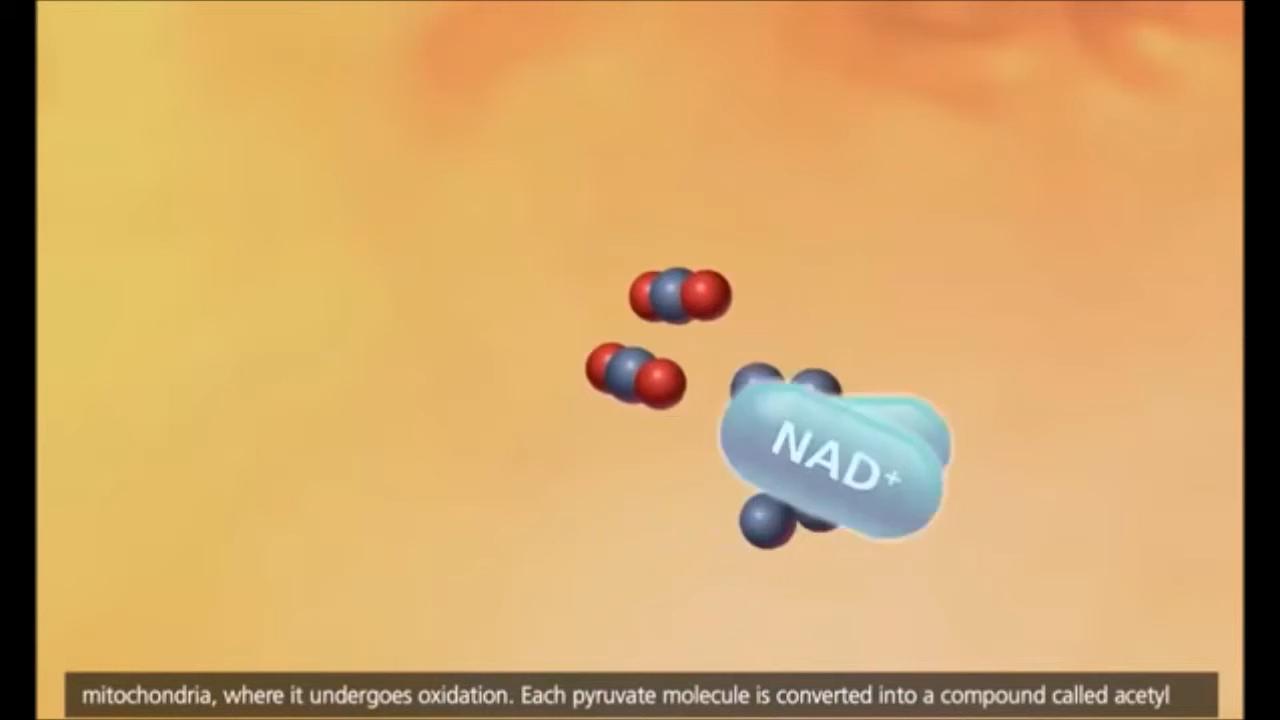 NAD⁺
mitochondria, where it undergoes oxidation. Each pyruvate molecule is converted into a compound called acetyl